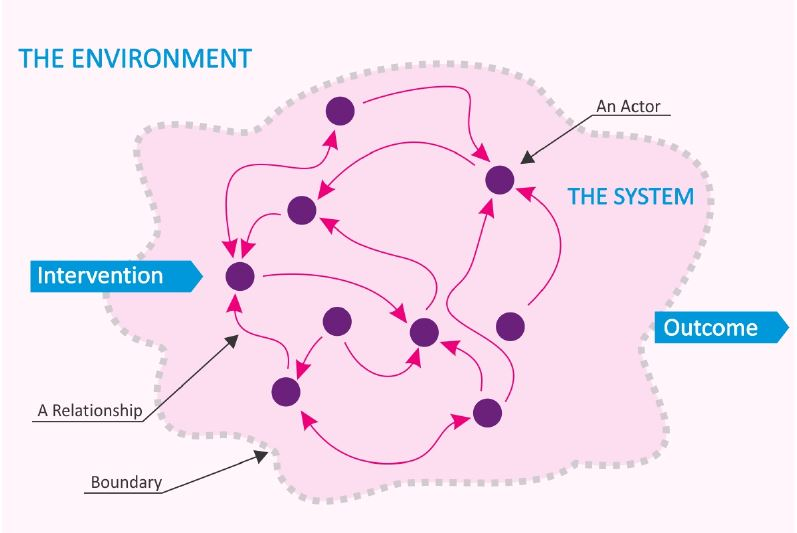 THE ENVIRONMENT
An Actor
THE SYSTEM
Intervention
Outcome
A Relationship
Boundary